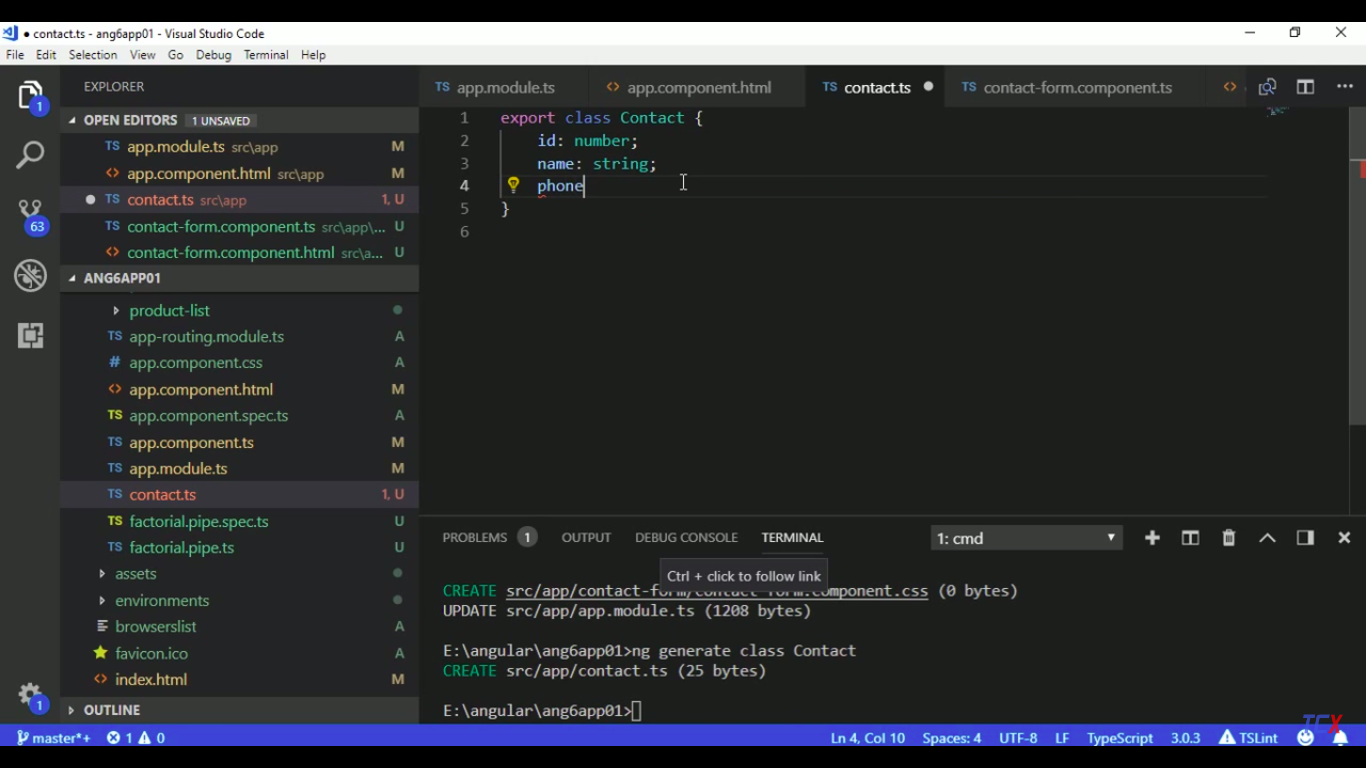 ● contact.ts - ang6app01 - Visual Studio Code
File Edit Selection View Go Debug Terminal Help
1
63
1
EXPLORER
OPEN EDITORS 1 UNSAVED
TS app.module.ts src\app M
<> app.component.html src\app M
● TS contact.ts src\app 1, U
TS contact-form.component.ts src\app\... U
<> contact-form.component.html src\a... U
ANG6APP01
product-list
TS app-routing.module.ts A
# app.component.css A
<> app.component.html M
TS app.component.spec.ts A
TS app.component.ts M
TS app.module.ts M
TS contact.ts 1, U
TS factorial.pipe.spec.ts U
TS factorial.pipe.ts U
assets
environments
browserslist A
favicon.ico A
<> index.html M
OUTLINE
TS app.module.ts <> app.component.html TS contact.ts ● TS contact-form.component.ts <>
1 export class Contact {
2 id: number;
3 name: string;
4 phone
5 }
6
PROBLEMS 1 OUTPUT DEBUG CONSOLE TERMINAL 1: cmd
Ctrl + click to follow link
CREATE src/app/contact-form/contact-form.component.css (0 bytes)
UPDATE src/app/app.module.ts (1208 bytes)
E:\angular\ang6app01>ng generate class Contact
CREATE src/app/contact.ts (25 bytes)
E:\angular\ang6app01>
TCX
master*+ 1 0 Ln 4, Col 10 Spaces: 4 UTF-8 LF TypeScript 3.0.3 TSLint